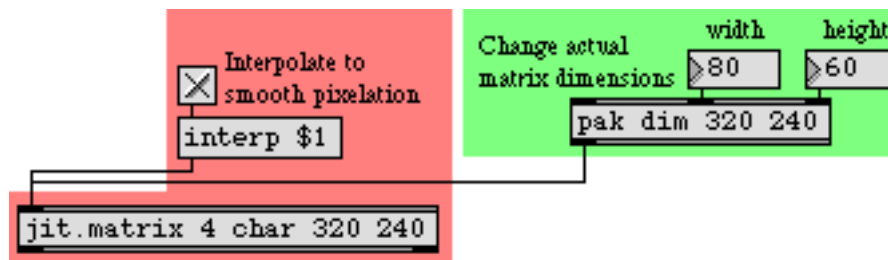 Interpolate to
smooth pixelation
interp $1
jit.matrix 4 char 320 240
Change actual
matrix dimensions
width
height
80
60
pak dim 320 240